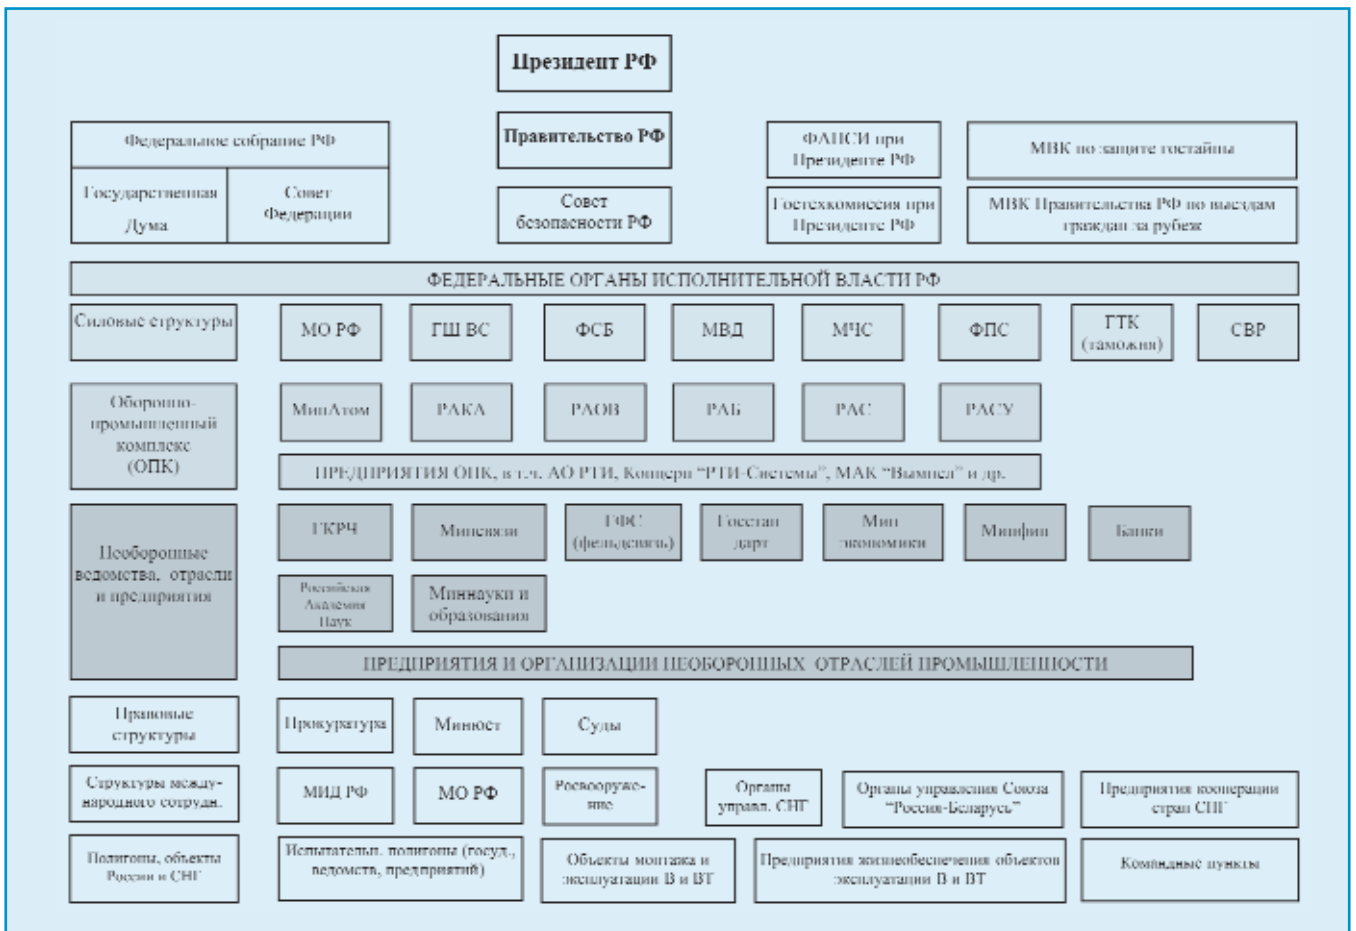 Президент РФ
Правительство РФ
Совет
безопасности РФ
Федеральное собрание РФ
Государственная
Дума
Совет
Федерации
ФАПСИ при
Президенте РФ
Гостехкомиссия при
Президенте РФ
МВК по защите гостайны
МВК Правительства РФ по выездам
граждан за рубеж
ФЕДЕРАЛЬНЫЕ ОРГАНЫ ИСПОЛНИТЕЛЬНОЙ ВЛАСТИ РФ
Силовые структуры
МО РФ
ГШ ВС
ФСБ
МВД
МЧС
ФПС
ГТК
(таможня)
СВР
Оборонно-
промышленный
комплекс
(ОПК)
МинАтом
РАКА
РАОВ
РАБ
РАС
РАСУ
ПРЕДПРИЯТИЯ ОПК, в т.ч. АО РТИ, Концерн “РТИ-Системы”, МАК “Вымпел” и др.
Необоронные
ведомства, отрасли
и предприятия
ГКРЧ
Минсвязи
ГФС
(фельдсвязь)
Госстан
дарт
Мин
экономики
Минфин
Банки
Российская
Академия
Наук
Миннауки и
образования
ПРЕДПРИЯТИЯ И ОРГАНИЗАЦИИ НЕОБОРОННЫХ ОТРАСЛЕЙ ПРОМЫШЛЕННОСТИ
Правовые
структуры
Прокуратура
Минюст
Суды
Структуры между-
народного сотрудн.
МИД РФ
МО РФ
Росвооруже-
ние
Органы
управл. СНГ
Органы управления Союза
“Россия-Беларусь”
Предприятия кооперации
стран СНГ
Полигоны, объекты
России и СНГ
Испытательн. полигоны (госуд.,
ведомств, предприятий)
Объекты монтажа и
эксплуатации В и ВТ
Предприятия жизнеобеспечения объектов
эксплуатации В и ВТ
Командные пункты